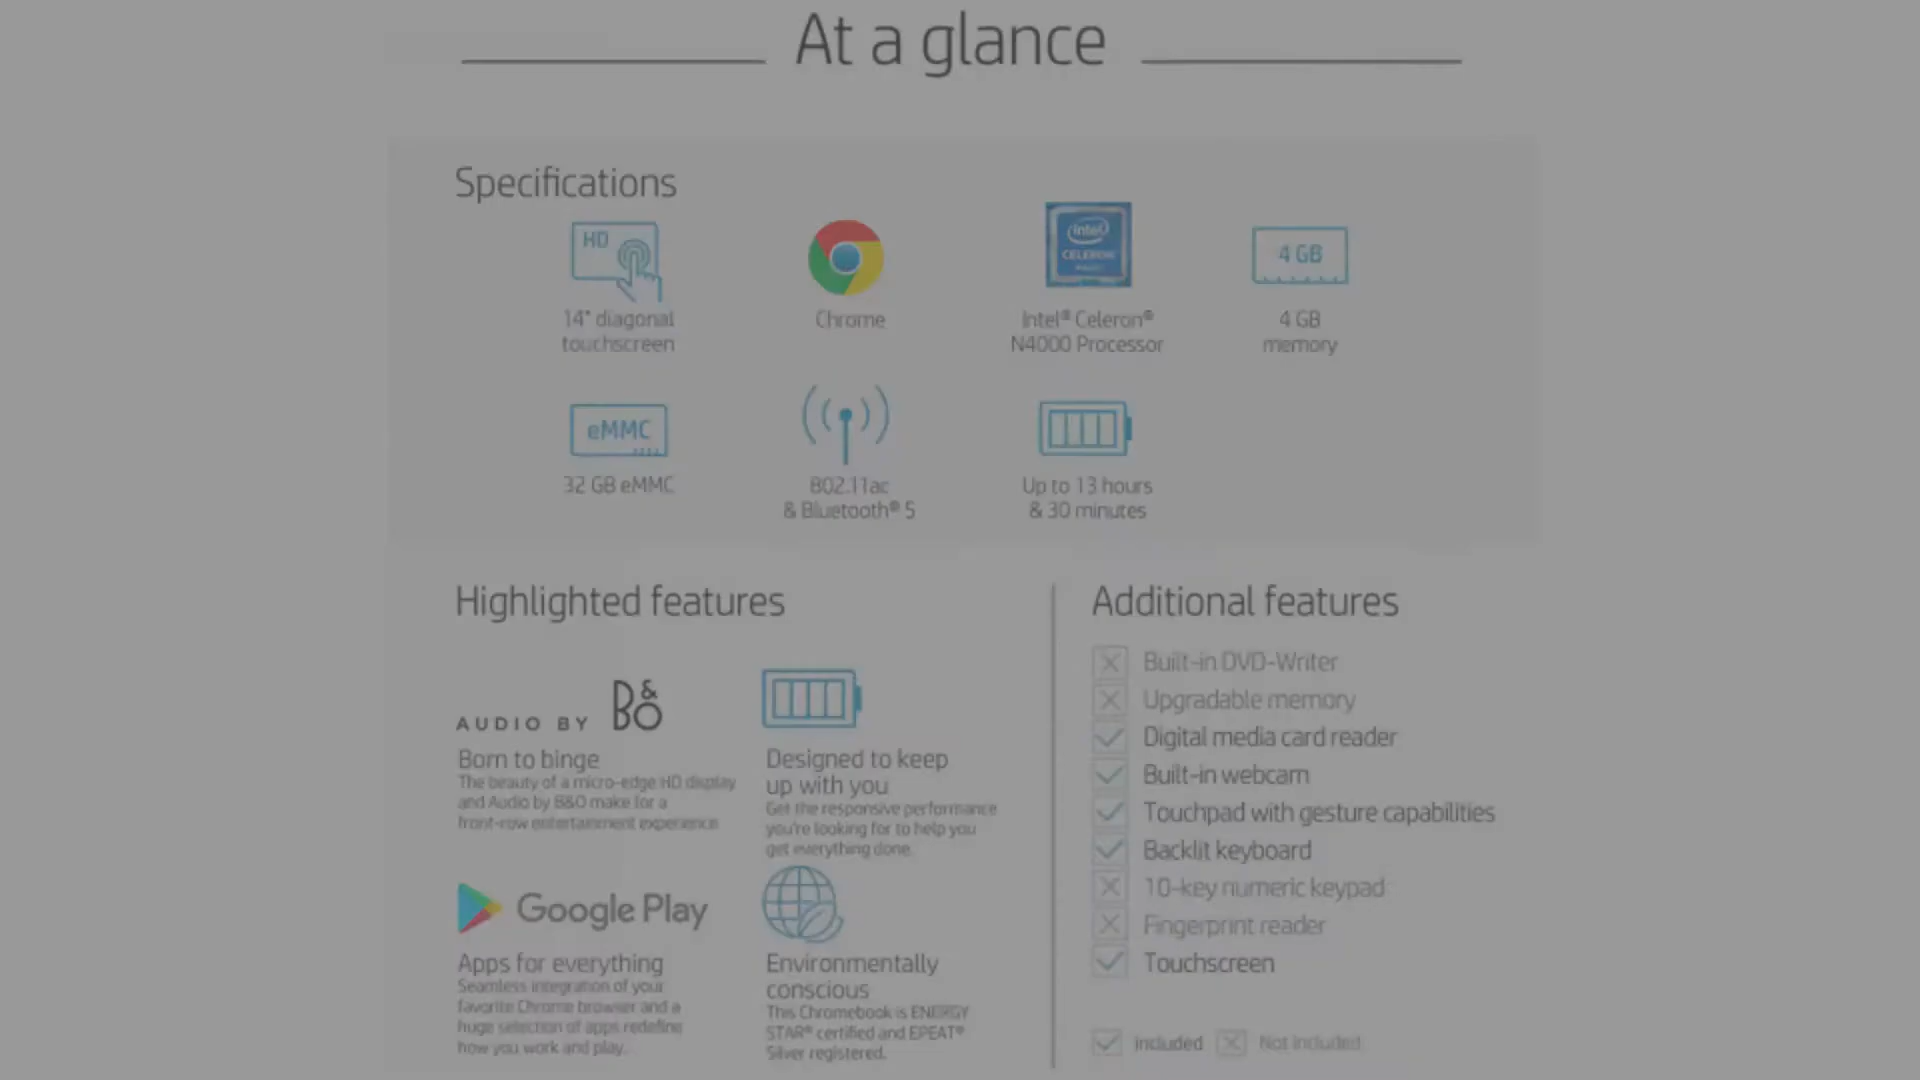 At a glance
Specifications
HD
14" diagonal
touchscreen
Chrome
intel
CELERON
Intel® Celeron®
N4000 Processor
4 GB
4 GB
memory
eMMC
32 GB eMMC
802.11ac
& Bluetooth® 5
Up to 13 hours
& 30 minutes
Highlighted features
AUDIO BY B&O
Born to binge
The beauty of a micro-edge HD display
and Audio by B&O make for a
front-row entertainment experience
Designed to keep
up with you
Get the responsive performance
you're looking for to help you
get everything done.
Google Play
Apps for everything
Seamless integration of your
favorite Chrome browser and a
huge selection of apps redefine
how you work and play.
Environmentally
conscious
This Chromebook is ENERGY
STAR® certified and EPEAT®
Silver registered.
Additional features
Built-in DVD-Writer
Upgradable memory
Digital media card reader
Built-in webcam
Touchpad with gesture capabilities
Backlit keyboard
10-key numeric keypad
Fingerprint reader
Touchscreen
Included Not included